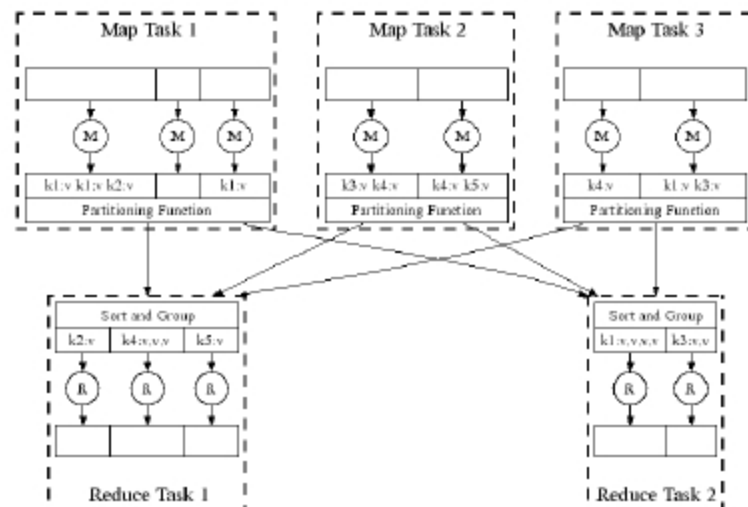 Map Task 1 Map Task 2 Map Task 3
M M M M M M M
k1:v k1:v k2:v k1:v k3:v k4:v k4:v k5:v k4:v k1:v k3:v
Partitioning Function Partitioning Function Partitioning Function
Sort and Group Sort and Group
k2:v k4:v,v,v k5:v k1:v,v,v,v k3:v,v
R R R R R
Reduce Task 1 Reduce Task 2